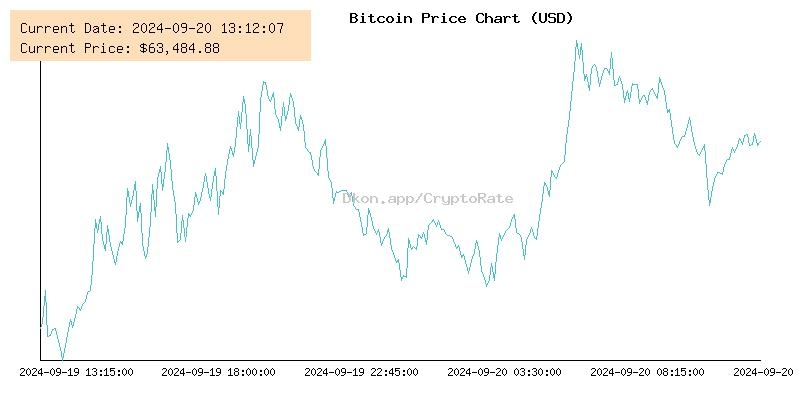 Bitcoin Price Chart (USD)
Current Date: 2024-09-20 13:12:07
Current Price: $63,484.88
Dkon.app/CryptoRate
2024-09-19 13:15:00 2024-09-19 18:00:00 2024-09-19 22:45:00 2024-09-20 03:30:00 2024-09-20 08:15:00 2024-09-20